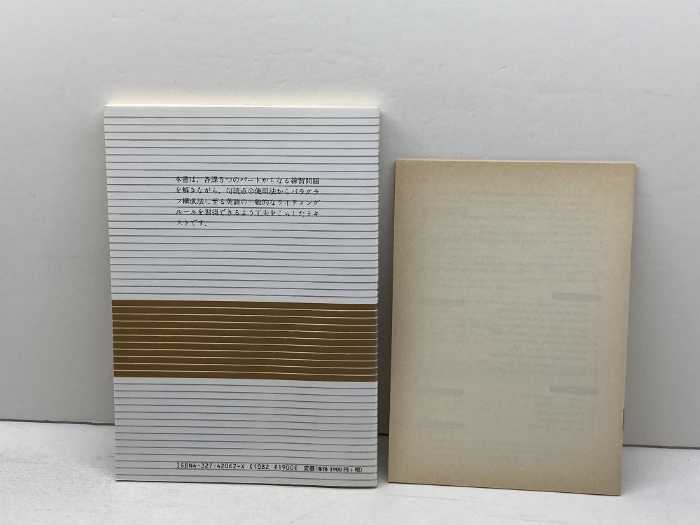 本書は、各課5つのパートからなる練習問題
を解きながら、句読点の使用法からパラグラ
フ構成法に至る英語の一般的なライティング
ルールを習得できるよう工夫をこらしたテキ
ストです。
ISBN4-327-42062-X C1082 ¥1900E 定価(本体1900円+税)